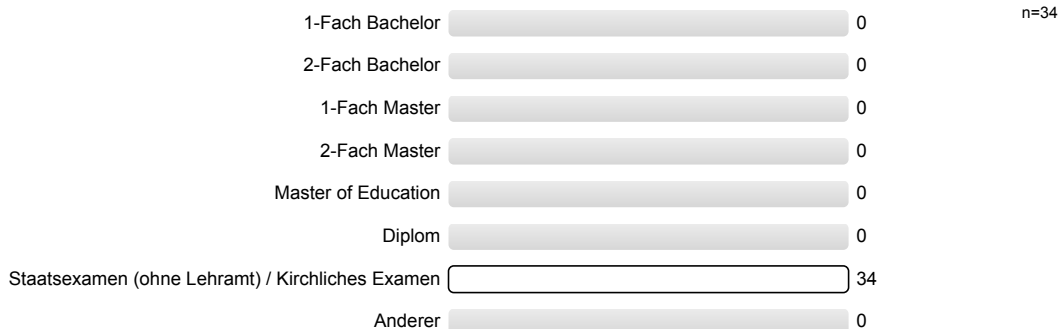 1-Fach Bachelor 0 n=34
2-Fach Bachelor 0
1-Fach Master 0
2-Fach Master 0
Master of Education 0
Diplom 0
Staatsexamen (ohne Lehramt) / Kirchliches Examen 34
Anderer 0